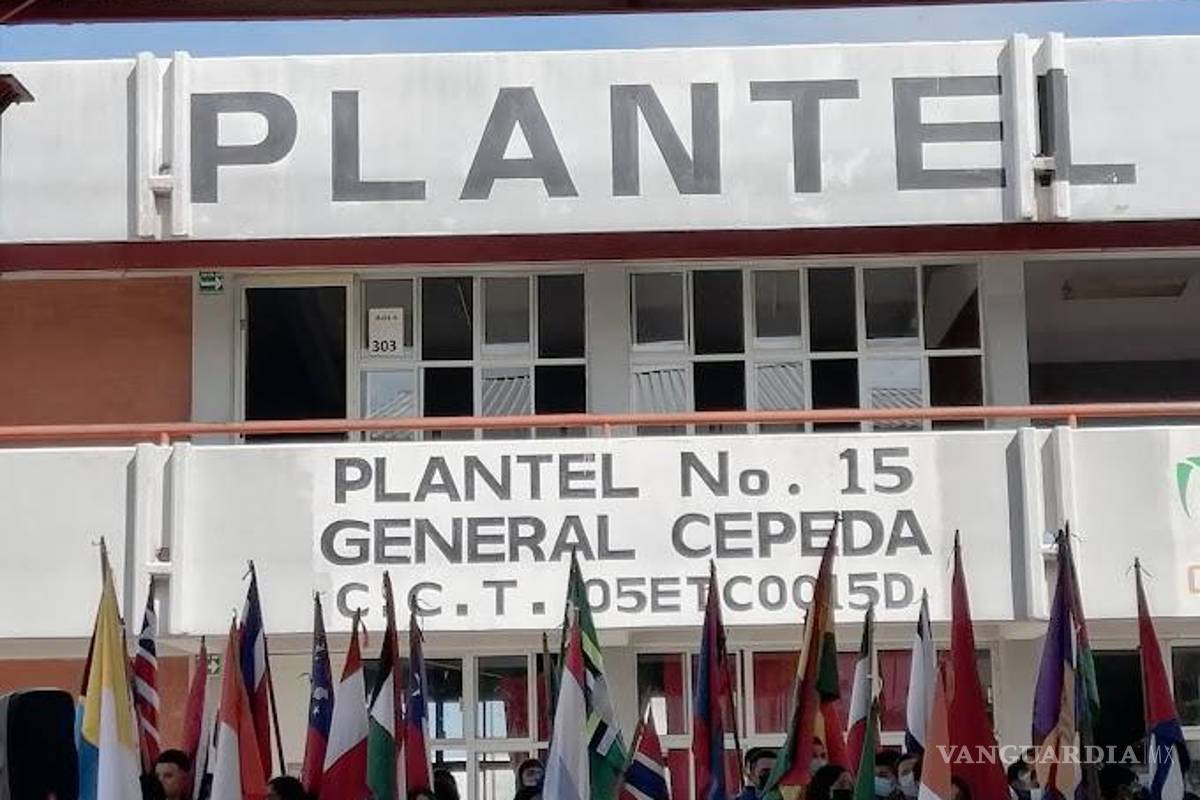 PLANTEL
303
PLANTEL No. 15
GENERAL CEPEDA
C.C.T. 05ETC0015D
VANGUARDIA MX